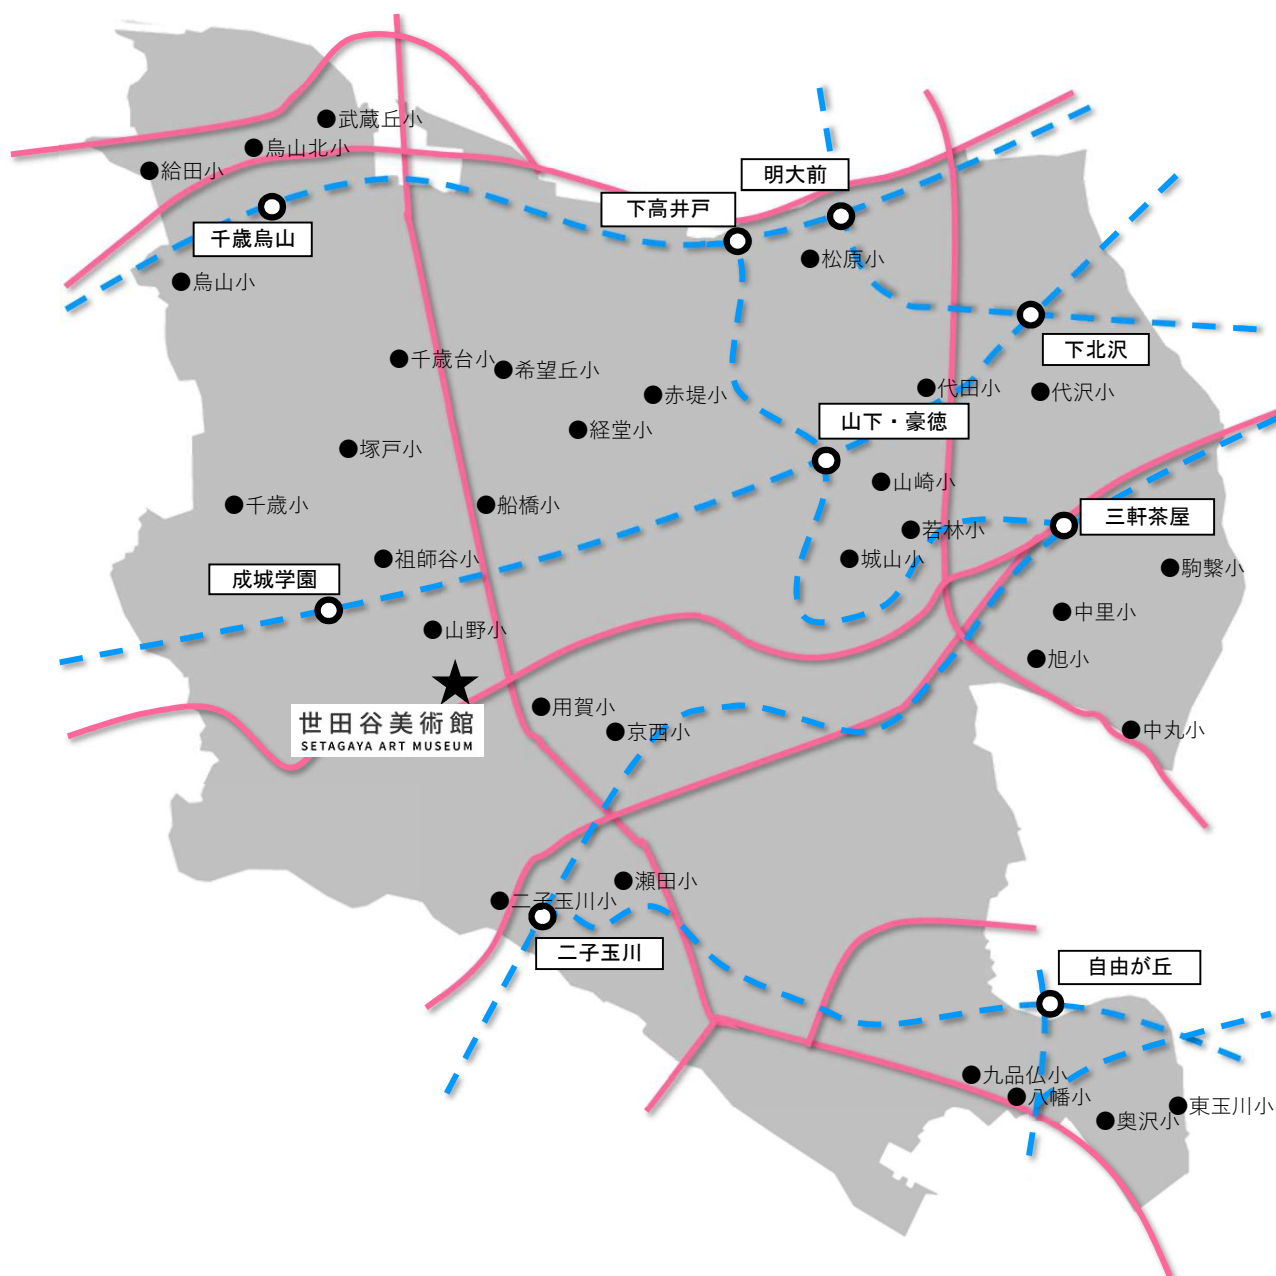 武蔵丘小
烏山北小
給田小
明大前
下高井戸
千歳烏山
松原小
烏山小
下北沢
千歳台小
希望丘小
赤堤小
代田小
代沢小
山下・豪徳
経堂小
塚戸小
山崎小
千歳小
船橋小
三軒茶屋
若林小
祖師谷小
城山小
駒繋小
成城学園
中里小
山野小
旭小
用賀小
世田谷美術館
SETAGAYA ART MUSEUM
京西小
中丸小
瀬田小
二子玉川小
二子玉川
自由が丘
九品仏小
八幡小
東玉川小
奥沢小